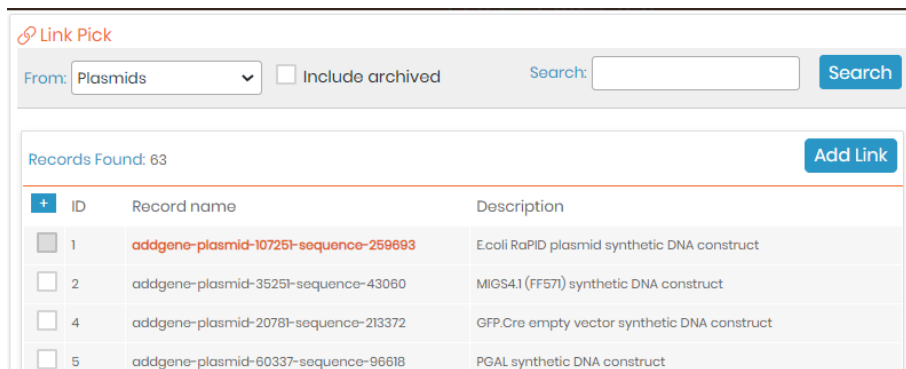 Link Pick
From: Plasmids Include archived Search: Search
Records Found: 63 Add Link
+ ID Record name Description
1 addgene-plasmid-107251-sequence-259693 E.coli RaPID plasmid synthetic DNA construct
2 addgene-plasmid-35251-sequence-43060 MIGS4.1 (FF571) synthetic DNA construct
4 addgene-plasmid-20781-sequence-213372 GFP.Cre empty vector synthetic DNA construct
5 addgene-plasmid-60337-sequence-96618 PGAL synthetic DNA construct